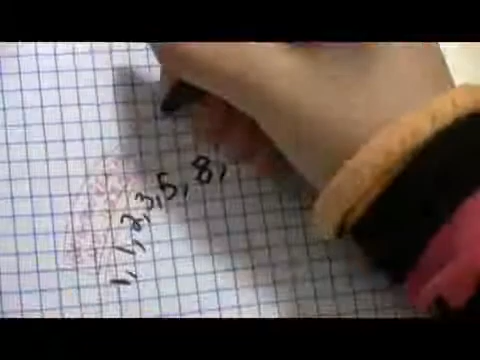 1, 1, 2, 3, 5, 8,